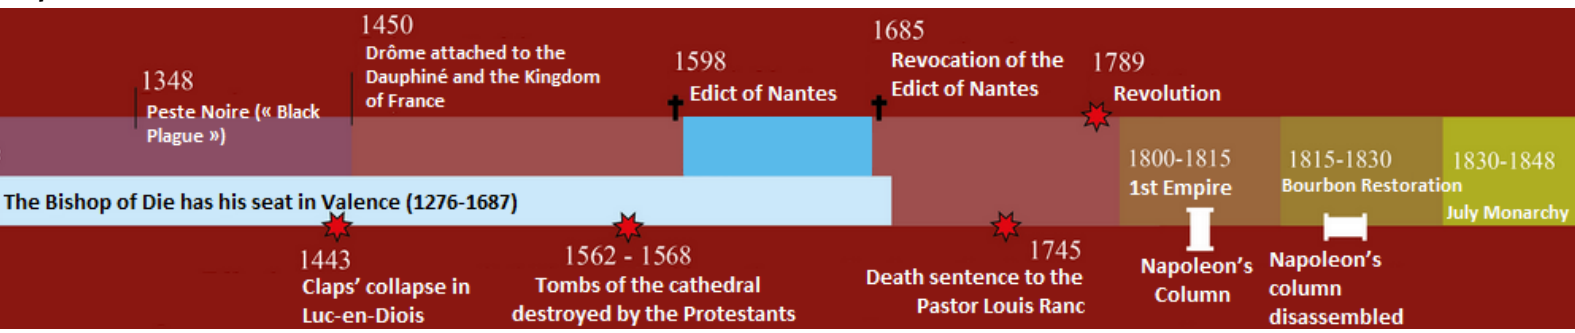 1348
Peste Noire (« Black
Plague »)
1450
Drôme attached to the
Dauphiné and the Kingdom
of France
1598
Edict of Nantes
1685
Revocation of the
Edict of Nantes
1789
Revolution
1800-1815
1st Empire
1815-1830
Bourbon Restoration
1830-1848
July Monarchy
The Bishop of Die has his seat in Valence (1276-1687)
1443
Claps’ collapse in
Luc-en-Diois
1562 - 1568
Tombs of the cathedral
destroyed by the Protestants
1745
Death sentence to the
Pastor Louis Ranc
Napoleon’s
Column
Napoleon’s
column
disassembled